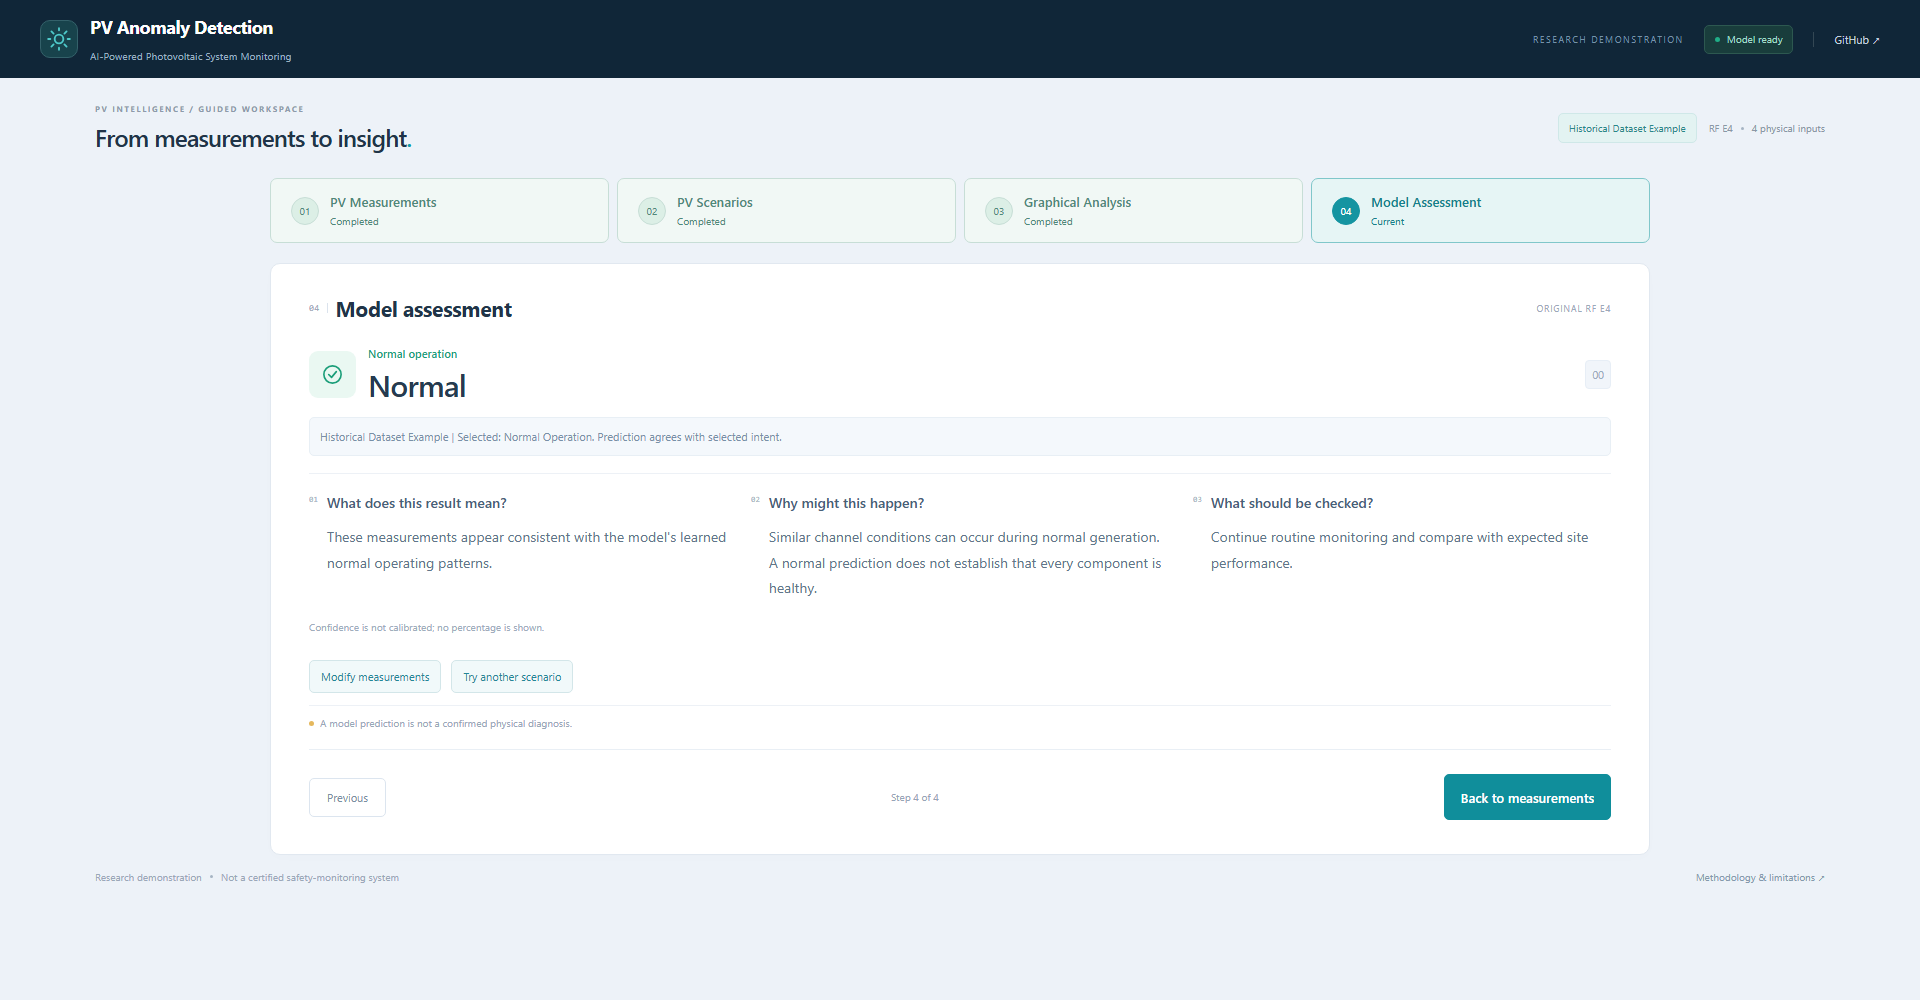 PV Anomaly Detection
AI-Powered Photovoltaic System Monitoring
RESEARCH DEMONSTRATION
Model ready
GitHub ↗
PV INTELLIGENCE / GUIDED WORKSPACE
From measurements to insight.
Historical Dataset Example
RF E4 • 4 physical inputs
01
PV Measurements
Completed
02
PV Scenarios
Completed
03
Graphical Analysis
Completed
04
Model Assessment
Current
04
Model assessment
ORIGINAL RF E4
Normal operation
Normal
00
Historical Dataset Example | Selected: Normal Operation. Prediction agrees with selected intent.
01
What does this result mean?
These measurements appear consistent with the model's learned
normal operating patterns.
02
Why might this happen?
Similar channel conditions can occur during normal generation.
A normal prediction does not establish that every component is
healthy.
03
What should be checked?
Continue routine monitoring and compare with expected site
performance.
Confidence is not calibrated; no percentage is shown.
Modify measurements
Try another scenario
A model prediction is not a confirmed physical diagnosis.
Previous
Step 4 of 4
Back to measurements
Research demonstration • Not a certified safety-monitoring system
Methodology & limitations ↗